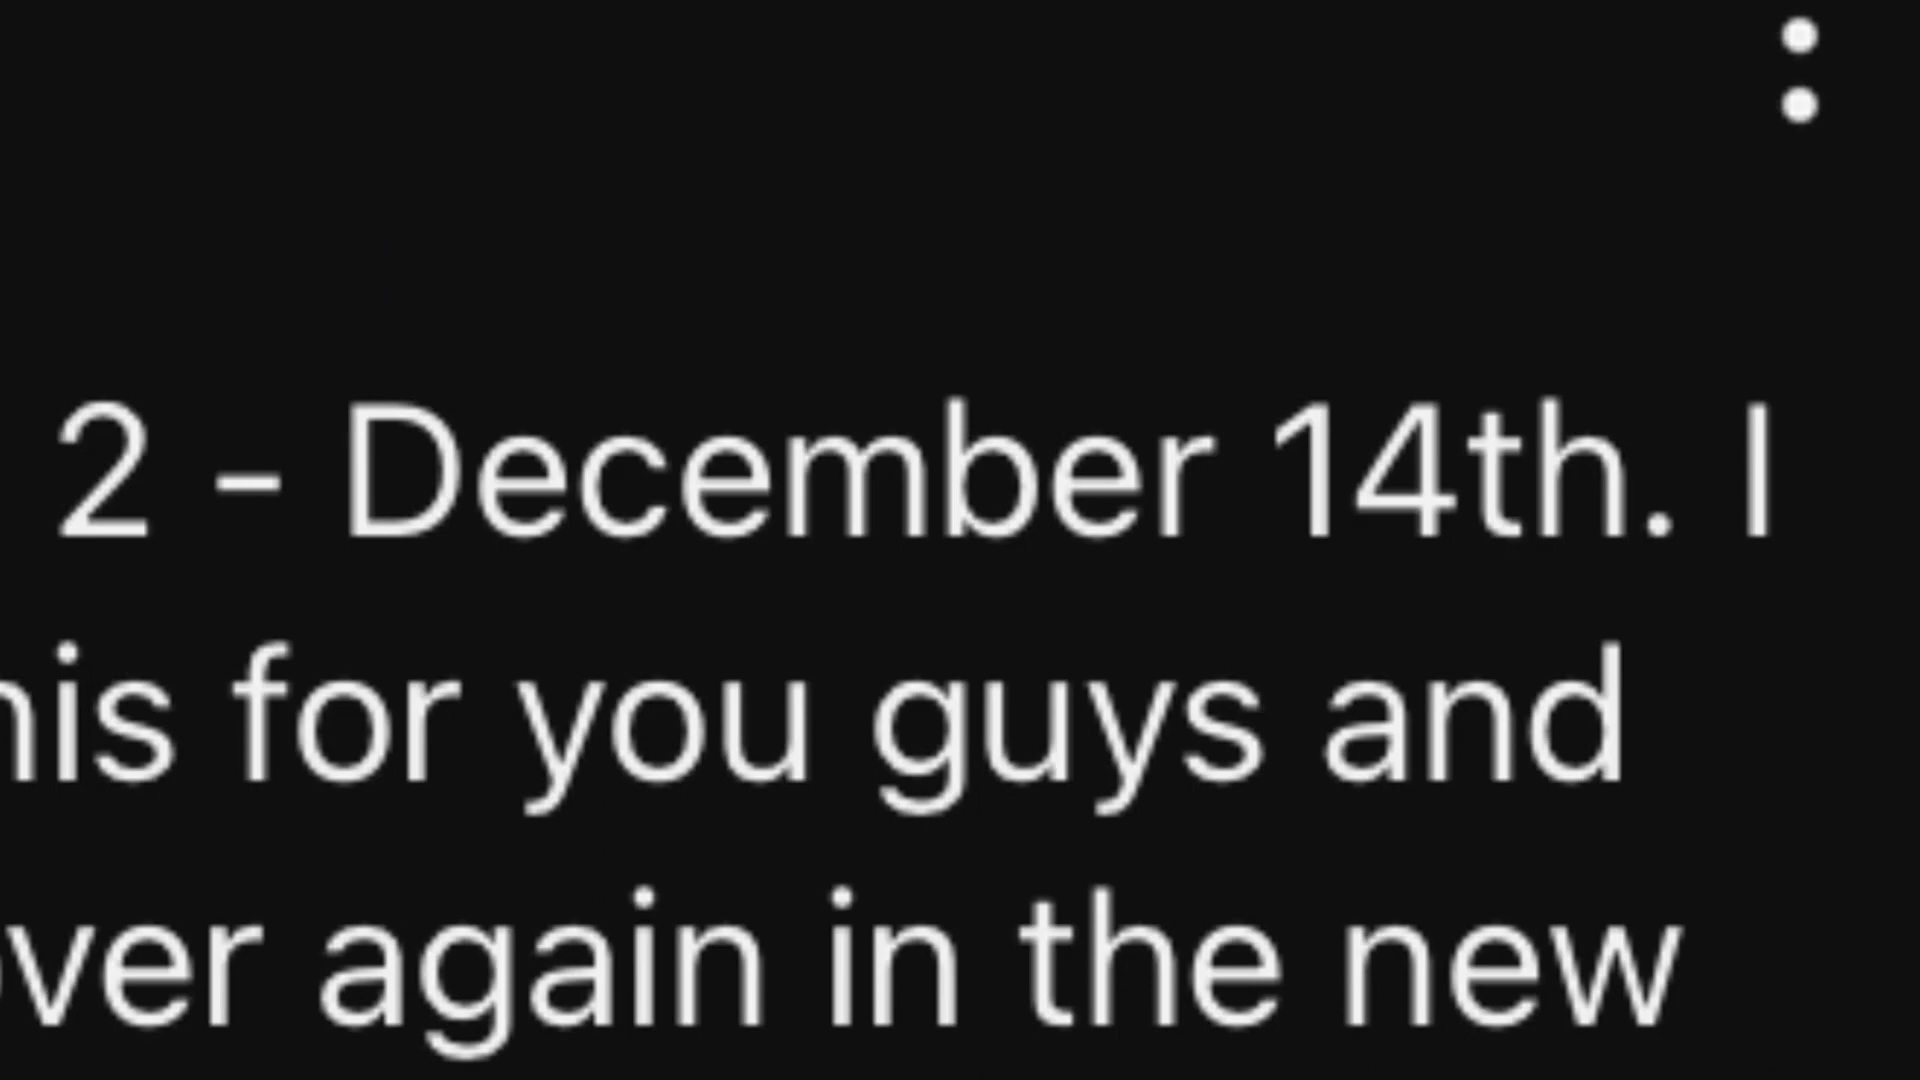 2 - December 14th. I
for you guys and
again in the new